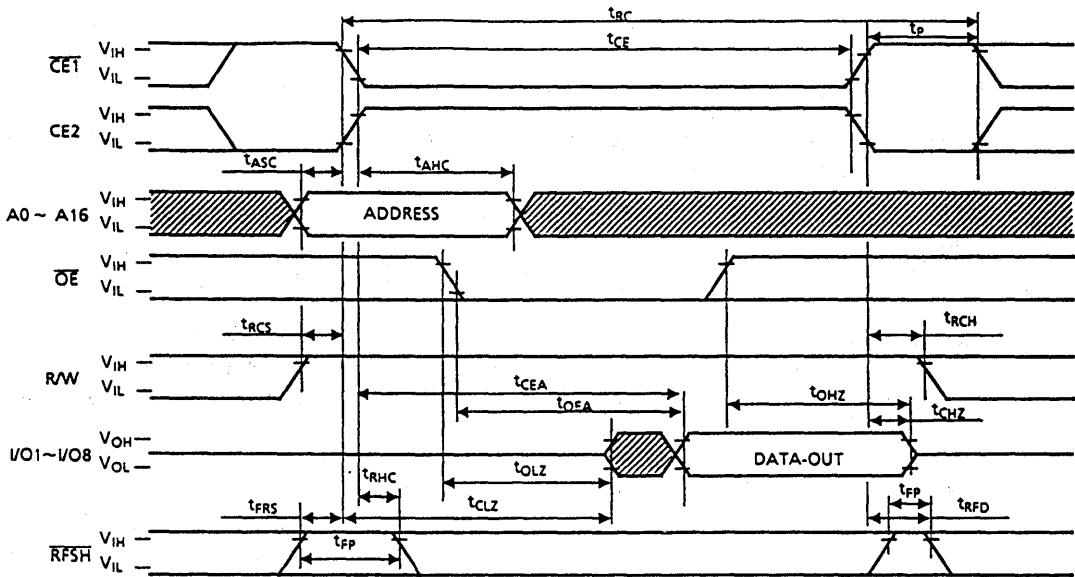 tRC
tCE
tP
CE1
VIH
VIL
CE2
VIH
VIL
tASC
tAHC
A0 ~ A16
VIH
VIL
ADDRESS
OE
VIH
VIL
tRCS
tRCH
R/W
VIH
VIL
tCEA
tOEA
tOHZ
tCHZ
I/O1~I/O8
VOH
VOL
DATA-OUT
tRHC
tOLZ
tFRS
tCLZ
tFP
tRFD
RFSH
VIH
VIL
tFP